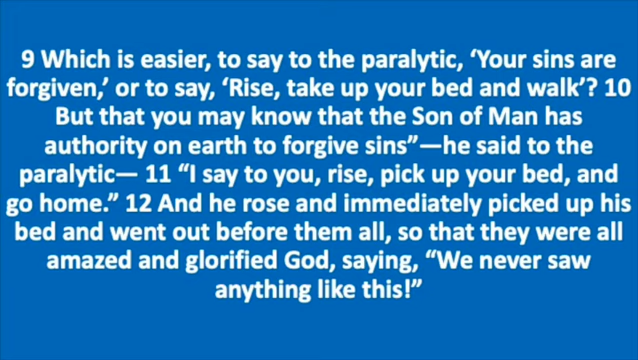 9 Which is easier, to say to the paralytic, ‘Your sins are
forgiven,’ or to say, ‘Rise, take up your bed and walk’? 10
But that you may know that the Son of Man has
authority on earth to forgive sins”—he said to the
paralytic— 11 “I say to you, rise, pick up your bed, and
go home.” 12 And he rose and immediately picked up his
bed and went out before them all, so that they were all
amazed and glorified God, saying, “We never saw
anything like this!”